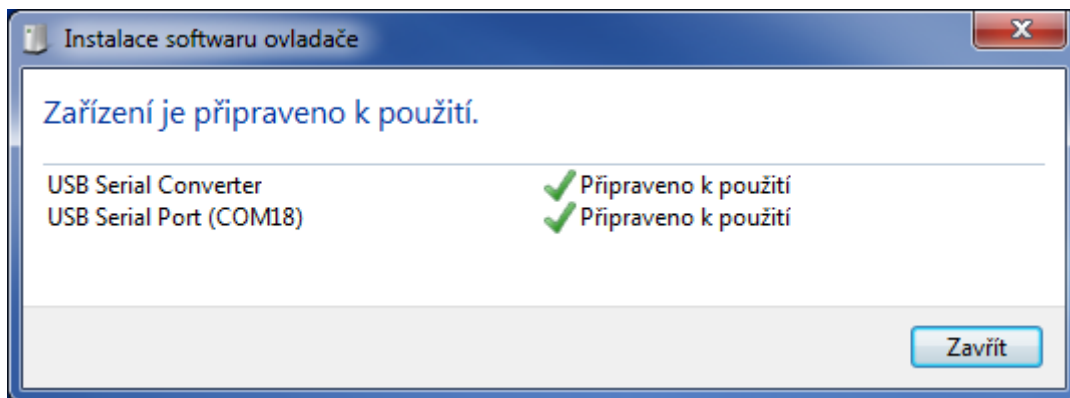 Instalace softwaru ovladače
Zařízení je připraveno k použití.
USB Serial Converter Připraveno k použití
USB Serial Port (COM18) Připraveno k použití
Zavřít